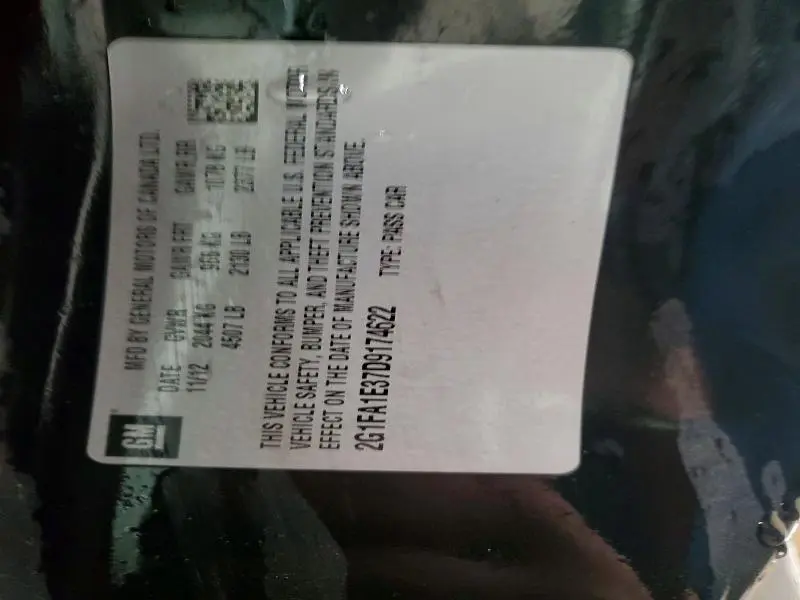 GM
MFD BY GENERAL MOTORS OF CANADA LTD.
DATE GVWR GAWR FRT GAWR RR
11/12 2044 KG 966 KG 1078 KG
4507 LB 2130 LB 2377 LB
THIS VEHICLE CONFORMS TO ALL APPLICABLE U.S. FEDERAL MOTOR
VEHICLE SAFETY, BUMPER, AND THEFT PREVENTION STANDARDS IN
EFFECT ON THE DATE OF MANUFACTURE SHOWN ABOVE.
2G1FA1E37D9174622 TYPE: PASS CAR